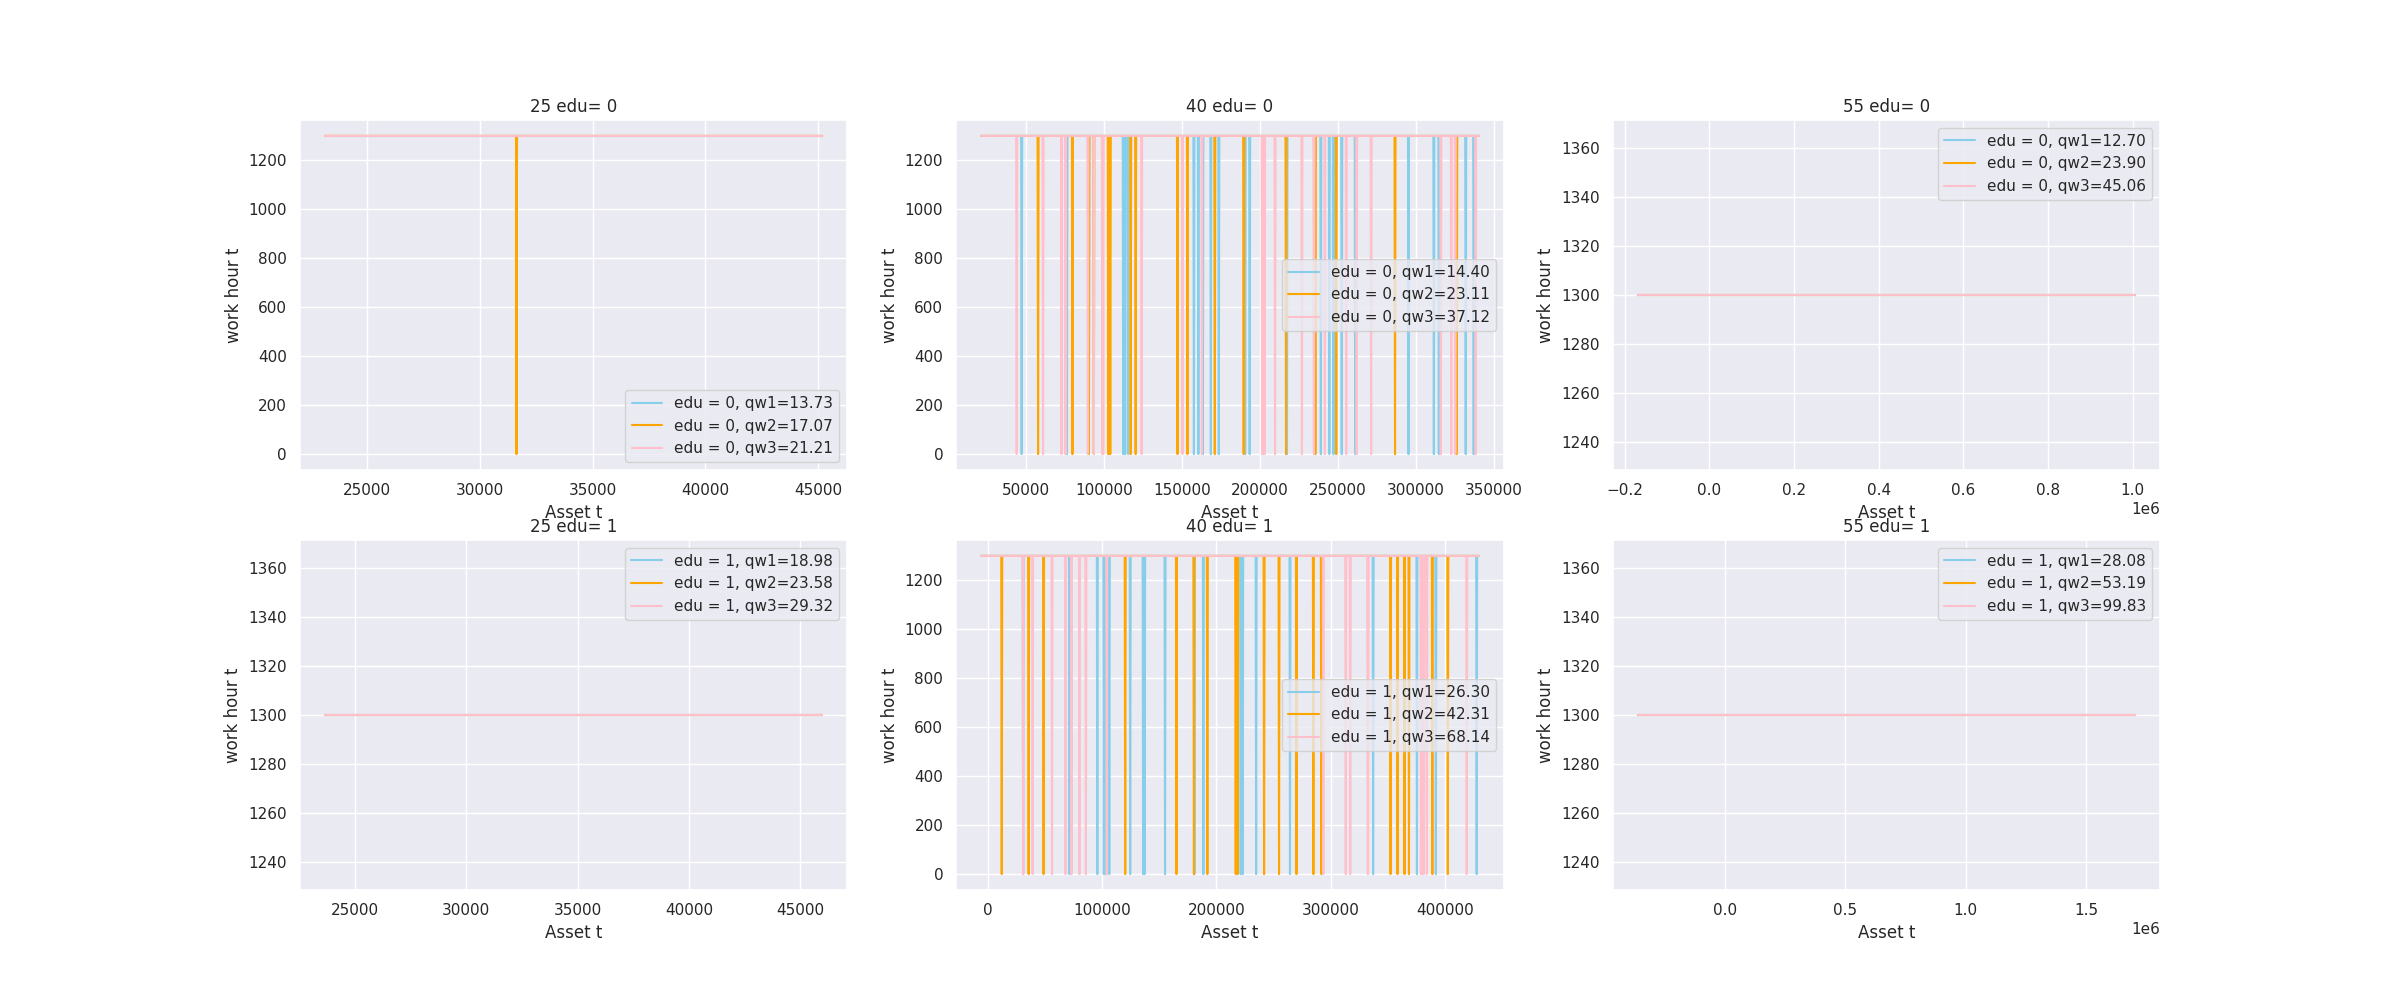 25 edu= 0
work hour t
1200
1000
800
600
400
200
0
edu = 0, qw1=13.73
edu = 0, qw2=17.07
edu = 0, qw3=21.21
25000 30000 35000 40000 45000
Asset t
40 edu= 0
work hour t
1200
1000
800
600
400
200
0
edu = 0, qw1=14.40
edu = 0, qw2=23.11
edu = 0, qw3=37.12
50000 100000 150000 200000 250000 300000 350000
Asset t
55 edu= 0
work hour t
1360
1340
1320
1300
1280
1260
1240
edu = 0, qw1=12.70
edu = 0, qw2=23.90
edu = 0, qw3=45.06
−0.2 0.0 0.2 0.4 0.6 0.8 1.0
1e6
Asset t
25 edu= 1
work hour t
1360
1340
1320
1300
1280
1260
1240
edu = 1, qw1=18.98
edu = 1, qw2=23.58
edu = 1, qw3=29.32
25000 30000 35000 40000 45000
Asset t
40 edu= 1
work hour t
1200
1000
800
600
400
200
0
edu = 1, qw1=26.30
edu = 1, qw2=42.31
edu = 1, qw3=68.14
0 100000 200000 300000 400000
Asset t
55 edu= 1
work hour t
1360
1340
1320
1300
1280
1260
1240
edu = 1, qw1=28.08
edu = 1, qw2=53.19
edu = 1, qw3=99.83
0.0 0.5 1.0 1.5
1e6
Asset t